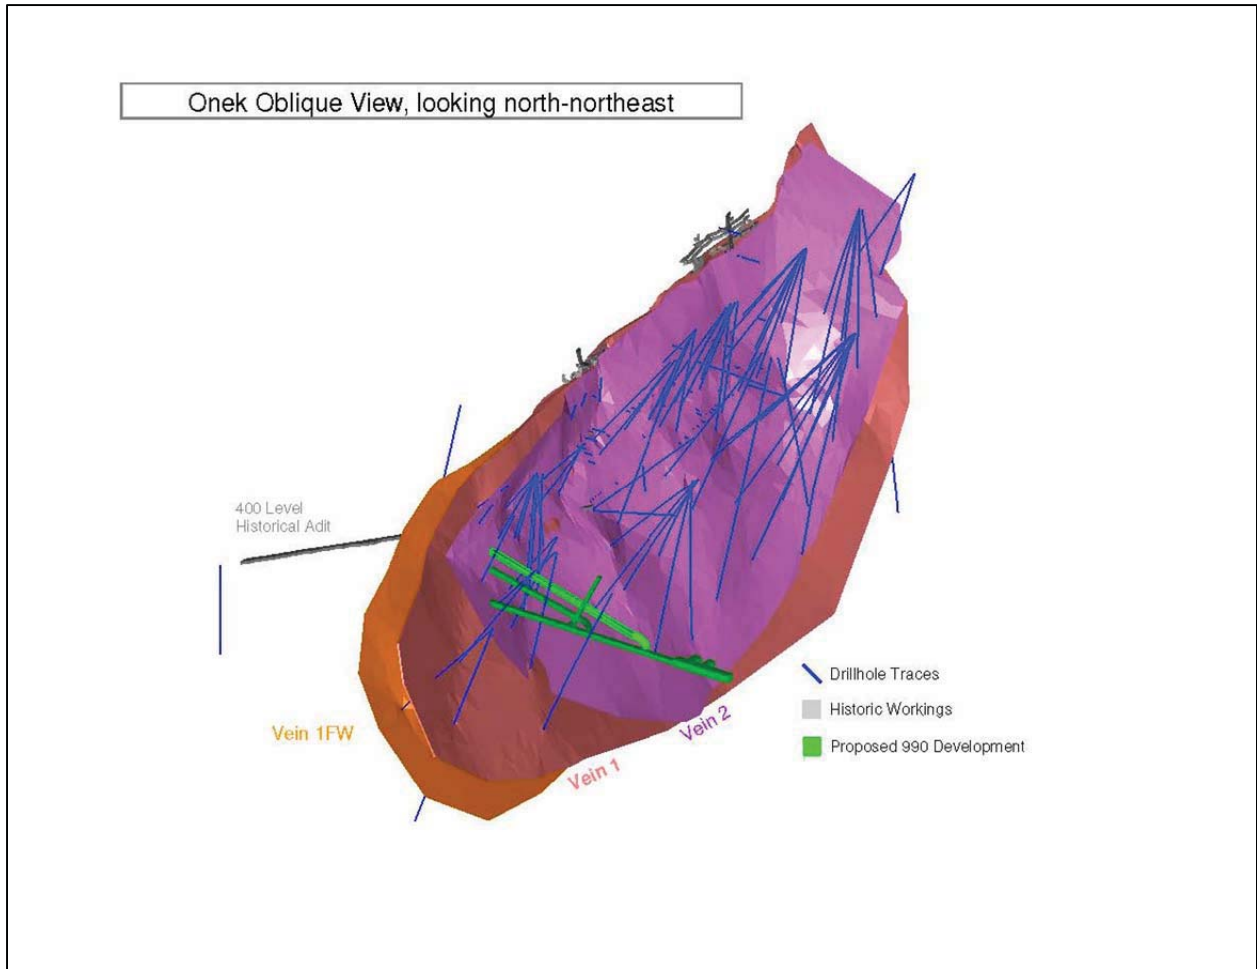 Onek Oblique View, looking north-northeast
400 Level
Historical Adit
Drillhole Traces
Historic Workings
Proposed 990 Development
Vein 1FW
Vein 1
Vein 2